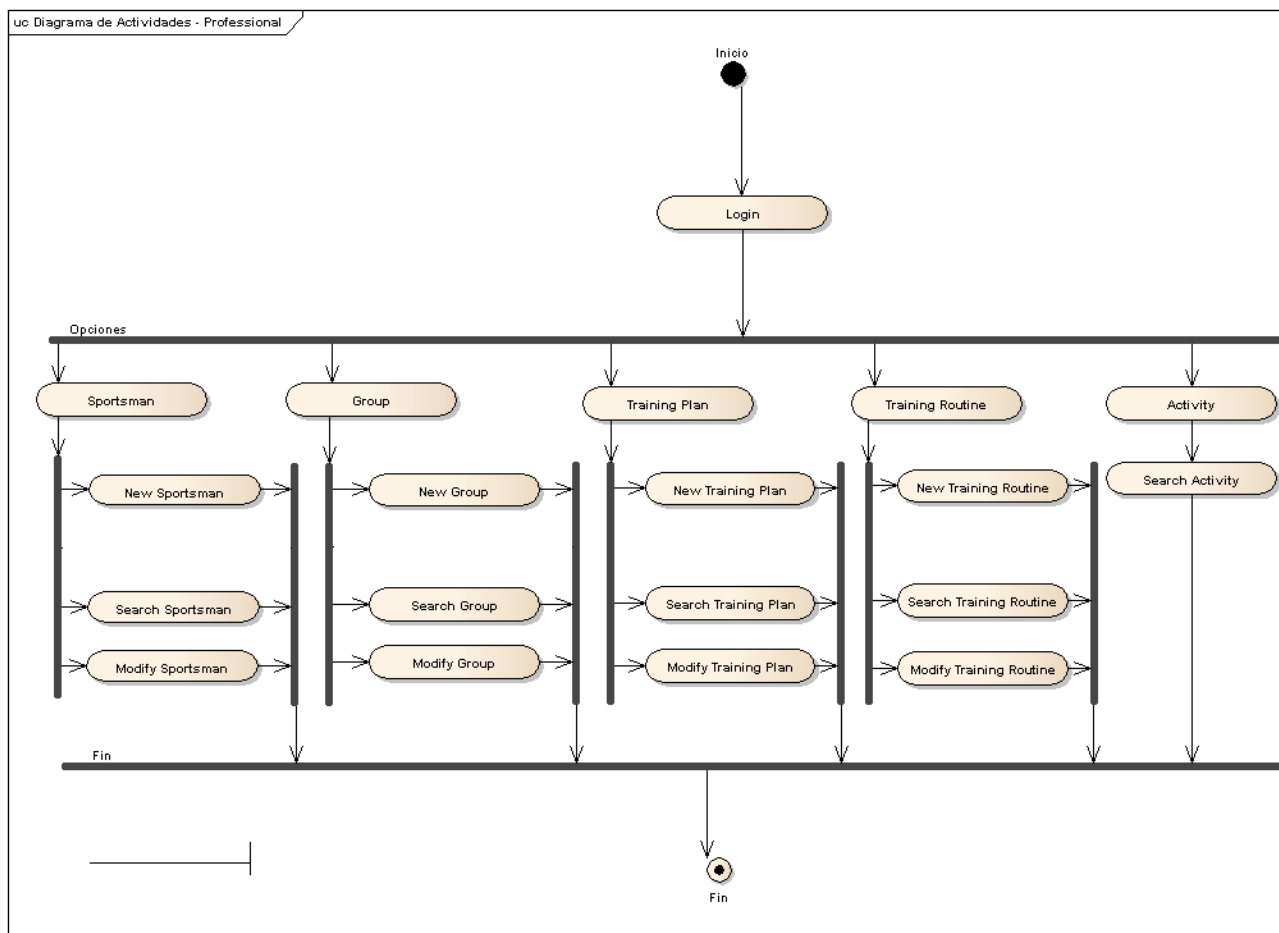 uc Diagrama de Actividades - Professional
Inicio
Login
Opciones
Sportsman
Group
Training Plan
Training Routine
Activity
New Sportsman
New Group
New Training Plan
New Training Routine
Search Activity
Search Sportsman
Search Group
Search Training Plan
Search Training Routine
Modify Sportsman
Modify Group
Modify Training Plan
Modify Training Routine
Fin
Fin